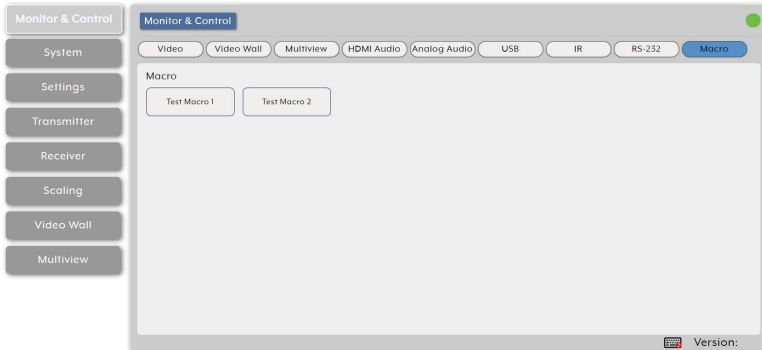 Monitor & Control
System
Settings
Transmitter
Receiver
Scaling
Video Wall
Multiview
Monitor & Control
Video Video Wall Multiview HDMI Audio Analog Audio USB IR RS-232 Macro
Macro
Test Macro 1 Test Macro 2
Version: